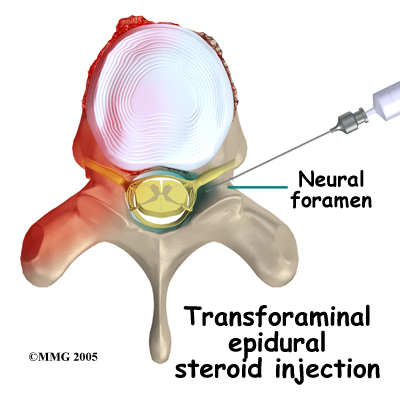 Neural
foramen
Transforaminal
epidural
steroid injection
©MMG 2005